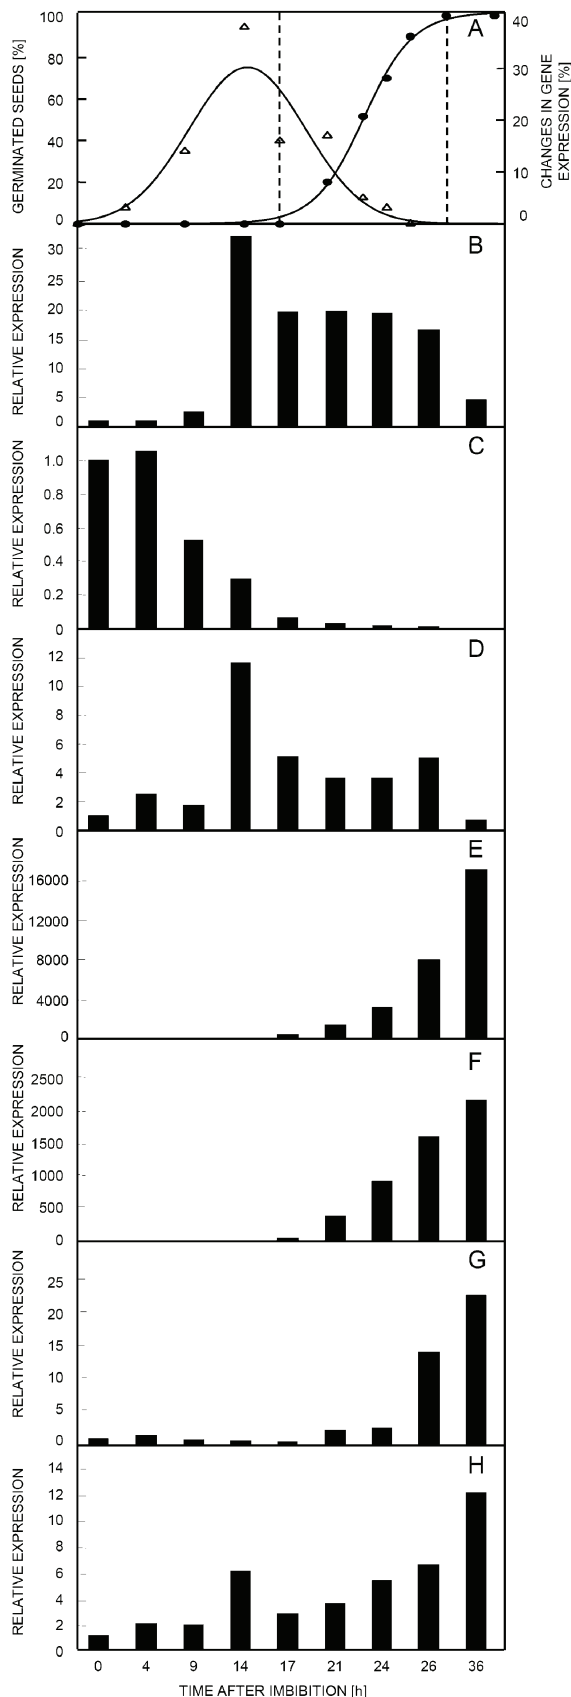 A
GERMINATED SEEDS [%]
100
80
60
40
20
0
40
30
20
10
0
CHANGES IN GENE
EXPRESSION [%]
B
RELATIVE EXPRESSION
30
25
20
15
10
5
0
C
RELATIVE EXPRESSION
1.0
0.8
0.6
0.4
0.2
0
D
RELATIVE EXPRESSION
12
10
8
6
4
2
0
E
RELATIVE EXPRESSION
16000
12000
8000
4000
0
F
RELATIVE EXPRESSION
2500
2000
1500
1000
500
0
G
RELATIVE EXPRESSION
25
20
15
10
5
0
H
RELATIVE EXPRESSION
14
12
10
8
6
4
2
0
0 4 9 14 17 21 24 26 36
TIME AFTER IMBIBITION [h]